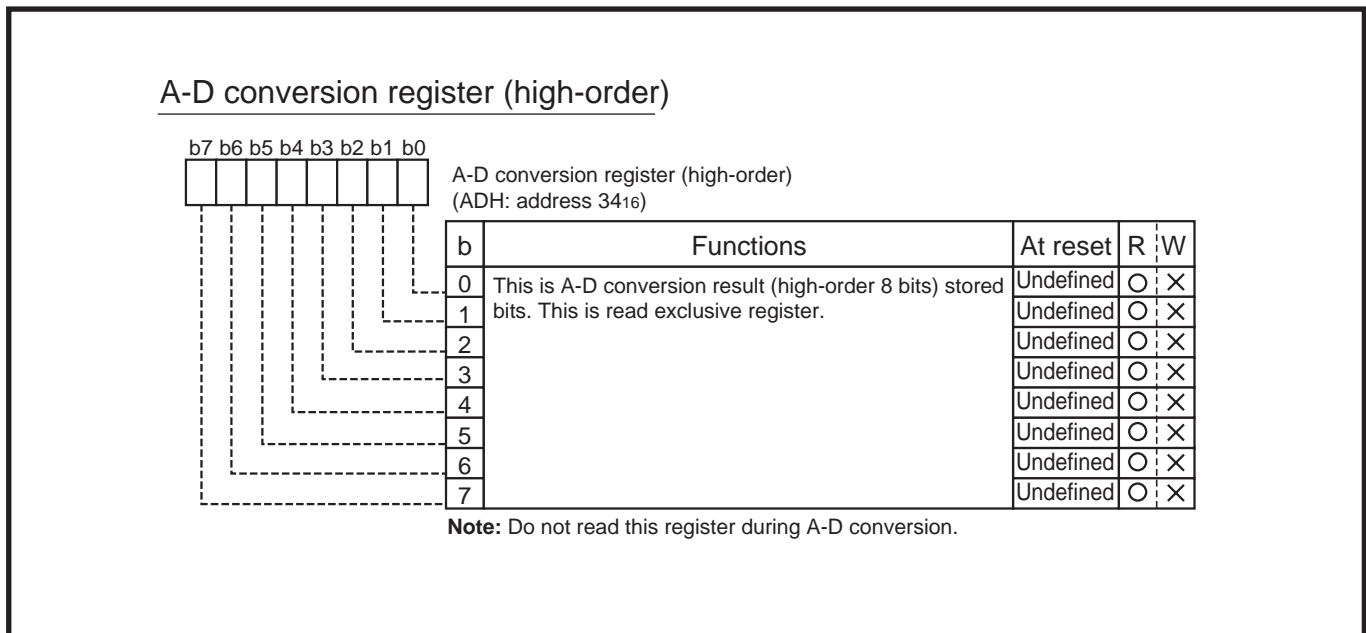 A-D conversion register (high-order)
b7 b6 b5 b4 b3 b2 b1 b0
A-D conversion register (high-order)
(ADH: address 3416)
b Functions At reset R W
0 This is A-D conversion result (high-order 8 bits) stored Undefined ○ ×
1 bits. This is read exclusive register. Undefined ○ ×
2 Undefined ○ ×
3 Undefined ○ ×
4 Undefined ○ ×
5 Undefined ○ ×
6 Undefined ○ ×
7 Undefined ○ ×
Note: Do not read this register during A-D conversion.